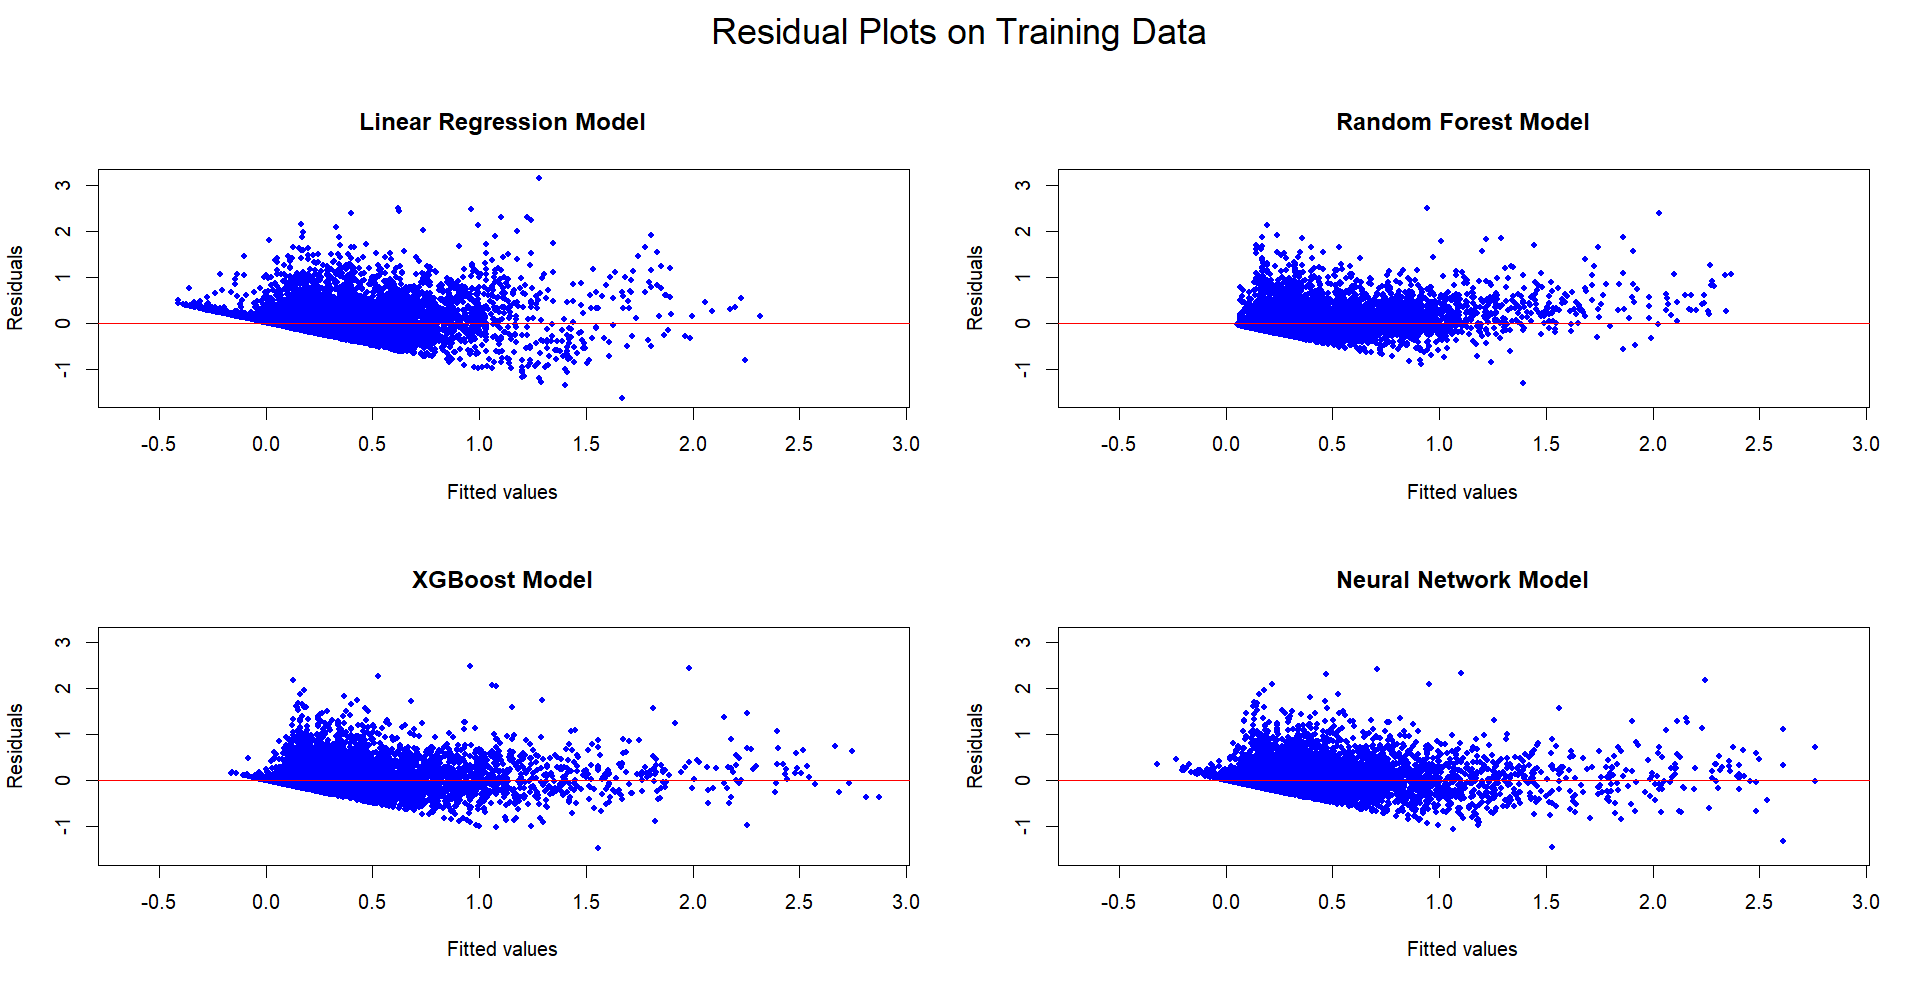 Residual Plots on Training Data
Linear Regression Model
Residuals
3
2
1
0
-1
-0.5 0.0 0.5 1.0 1.5 2.0 2.5 3.0
Fitted values
Random Forest Model
Residuals
3
2
1
0
-1
-0.5 0.0 0.5 1.0 1.5 2.0 2.5 3.0
Fitted values
XGBoost Model
Residuals
3
2
1
0
-1
-0.5 0.0 0.5 1.0 1.5 2.0 2.5 3.0
Fitted values
Neural Network Model
Residuals
3
2
1
0
-1
-0.5 0.0 0.5 1.0 1.5 2.0 2.5 3.0
Fitted values